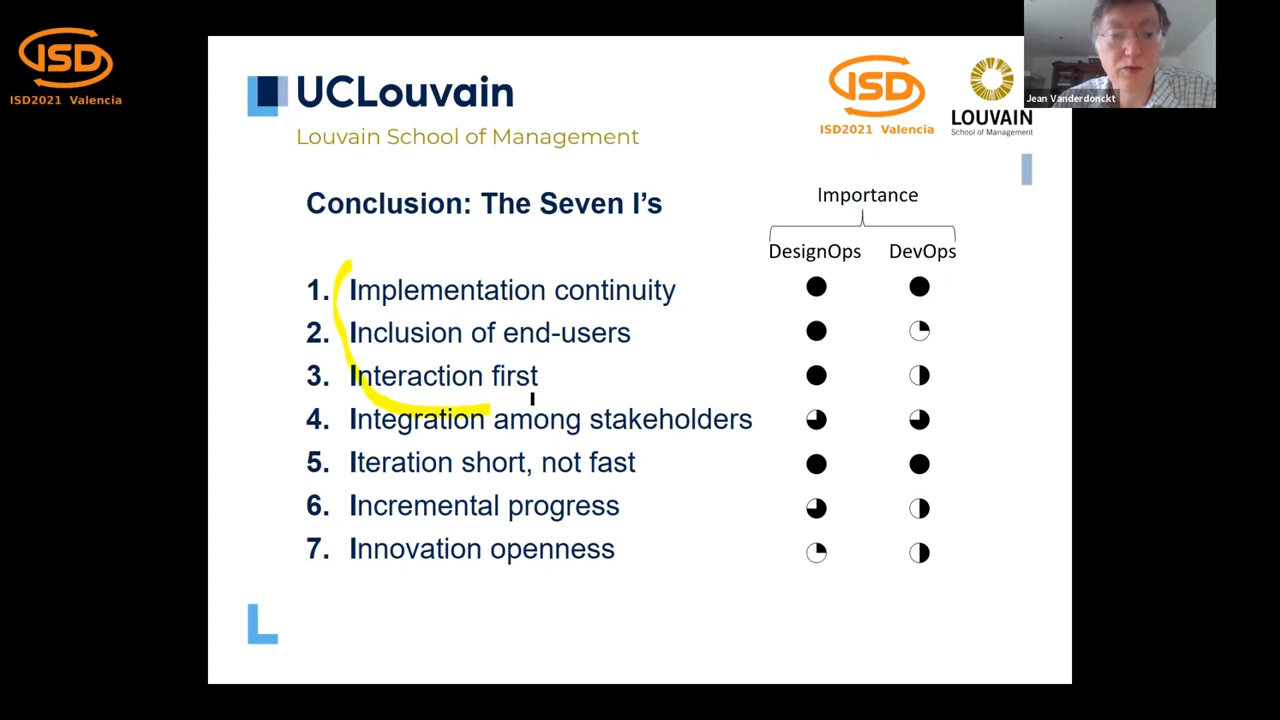 ISD
ISD2021 Valencia
UCLouvain
Louvain School of Management
ISD
ISD2021 Valencia
LOUVAIN
School of Management
Jean Vanderdonckt
Conclusion: The Seven I’s
Importance
DesignOps DevOps
1. Implementation continuity
2. Inclusion of end-users
3. Interaction first
4. Integration among stakeholders
5. Iteration short, not fast
6. Incremental progress
7. Innovation openness